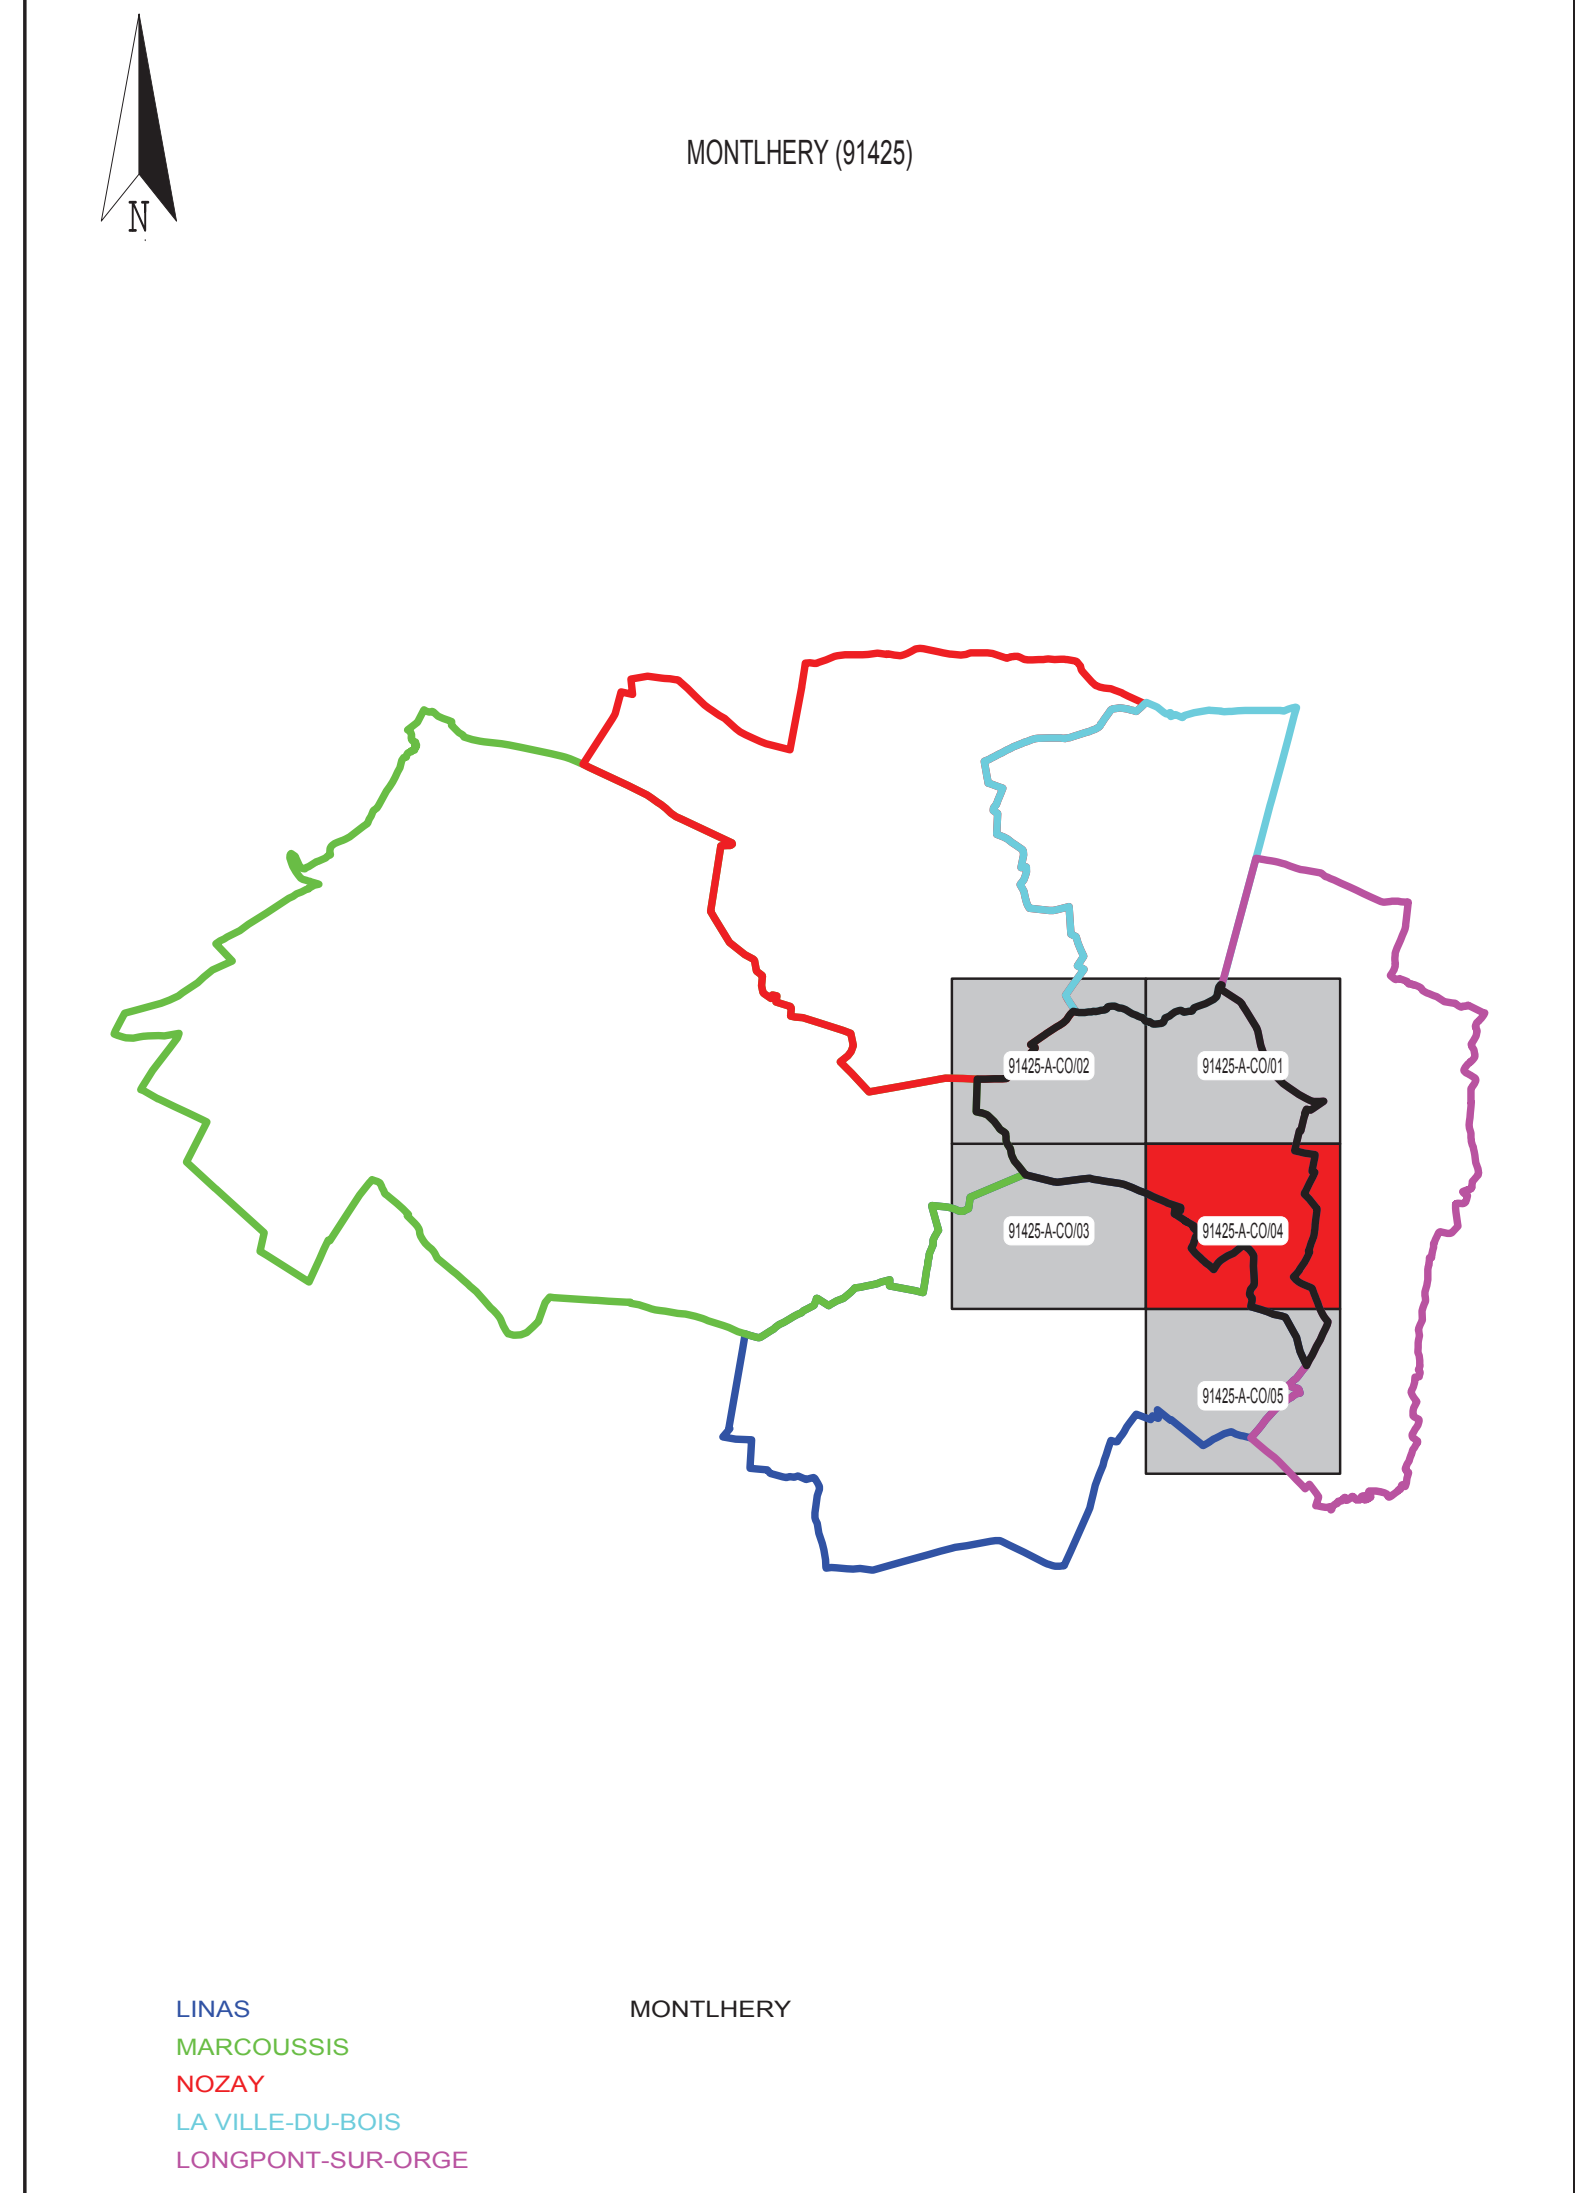 MONTLHERY (91425)
N
91425-A-CO/02
91425-A-CO/01
91425-A-CO/03
91425-A-CO/04
91425-A-CO/05
LINAS
MONTLHERY
MARCOUSSIS
NOZAY
LA VILLE-DU-BOIS
LONGPONT-SUR-ORGE